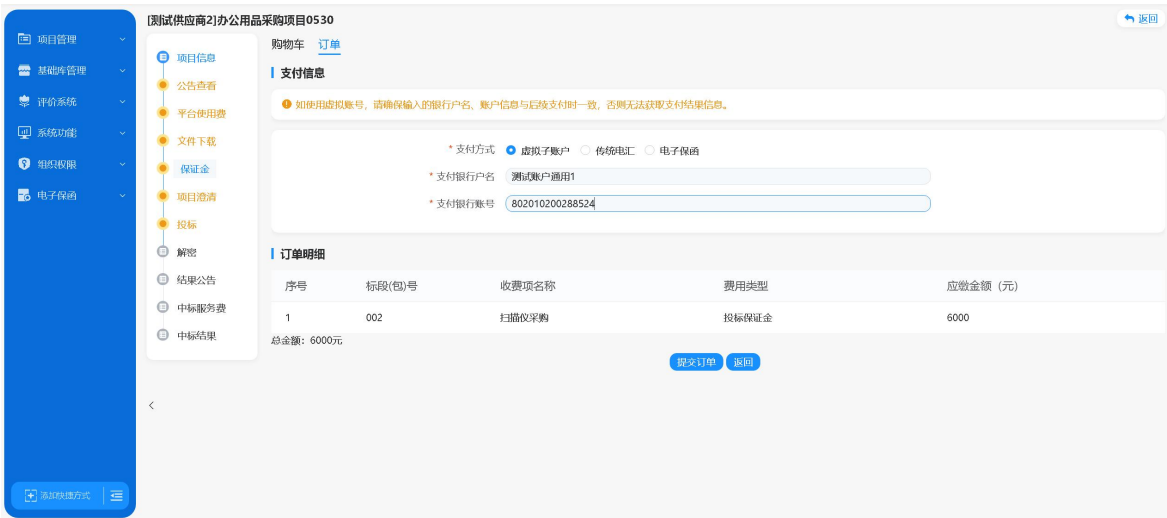 [测试供应商2]办公用品采购项目0530
返回
项目管理
基础库管理
评价系统
系统功能
组织权限
电子保函
添加快捷方式
项目信息
公告查看
平台使用费
文件下载
保证金
项目澄清
投标
解密
结果公告
中标服务费
中标结果
购物车 订单
支付信息
如使用虚拟账号，请确保输入的银行户名、账户信息与后续支付时一致，否则无法获取支付结果信息。
* 支付方式 虚拟子账户 传统电汇 电子保函
* 支付银行户名 测试账户通用1
* 支付银行账号 802010200288524
订单明细
序号 标段(包)号 收费项名称 费用类型 应缴金额（元）
1 002 扫描仪采购 投标保证金 6000
总金额：6000元
提交订单 返回